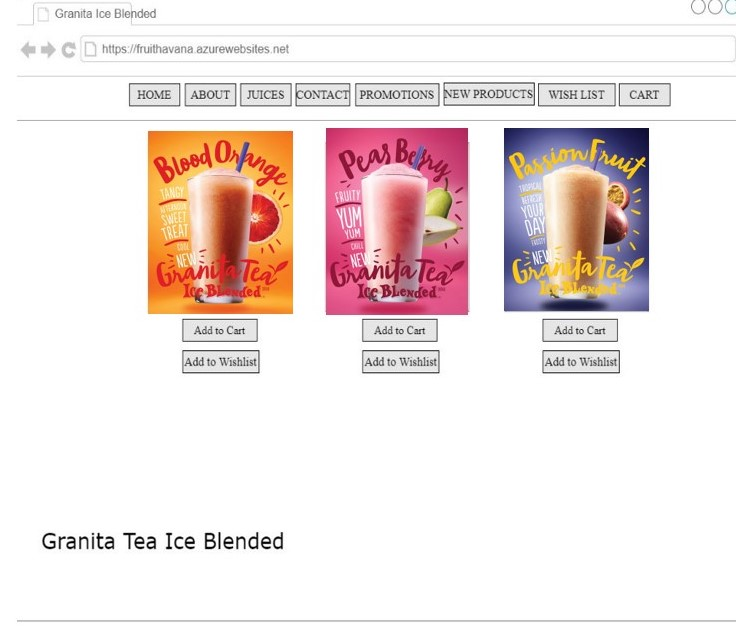 Granita Ice Blended
https://fruithavana.azurewebsites.net
HOME ABOUT JUICES CONTACT PROMOTIONS NEW PRODUCTS WISH LIST CART
Blood Orange
TANGY
SWEET
TREAT
NEW
Granita Tea
Ice Blended
Pear Berry
FRUITY
YUM
YUM
CHILL
NEW
Granita Tea
Ice Blended
Passion Fruit
TROPICAL
REFRESH
YOUR
DAY
FROSTY
NEW
Granita Tea
Ice Blended
Add to Cart Add to Cart Add to Cart
Add to Wishlist Add to Wishlist Add to Wishlist
Granita Tea Ice Blended